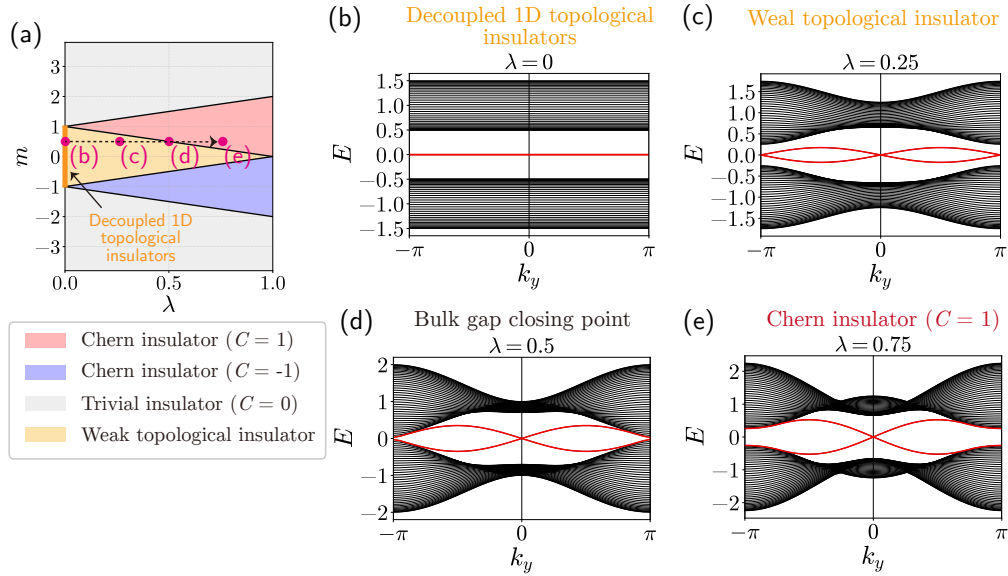 (a)
3
2
1
0
−1
−2
−3
m
(b)
(c)
(d)
(e)
Decoupled 1D
topological
insulators
0.0
0.5
1.0
λ
Chern insulator (C = 1)
Chern insulator (C = -1)
Trivial insulator (C = 0)
Weak topological insulator
(b)
Decoupled 1D topological
insulators
λ = 0
1.5
1.0
0.5
0.0
−0.5
−1.0
−1.5
E
−π
0
π
k_y
(c)
Weal topological insulator
λ = 0.25
1.5
1.0
0.5
0.0
−0.5
−1.0
−1.5
E
−π
0
π
k_y
(d)
Bulk gap closing point
λ = 0.5
2
1
0
−1
−2
E
−π
0
π
k_y
(e)
Chern insulator (C = 1)
λ = 0.75
2
1
0
−1
−2
E
−π
0
π
k_y